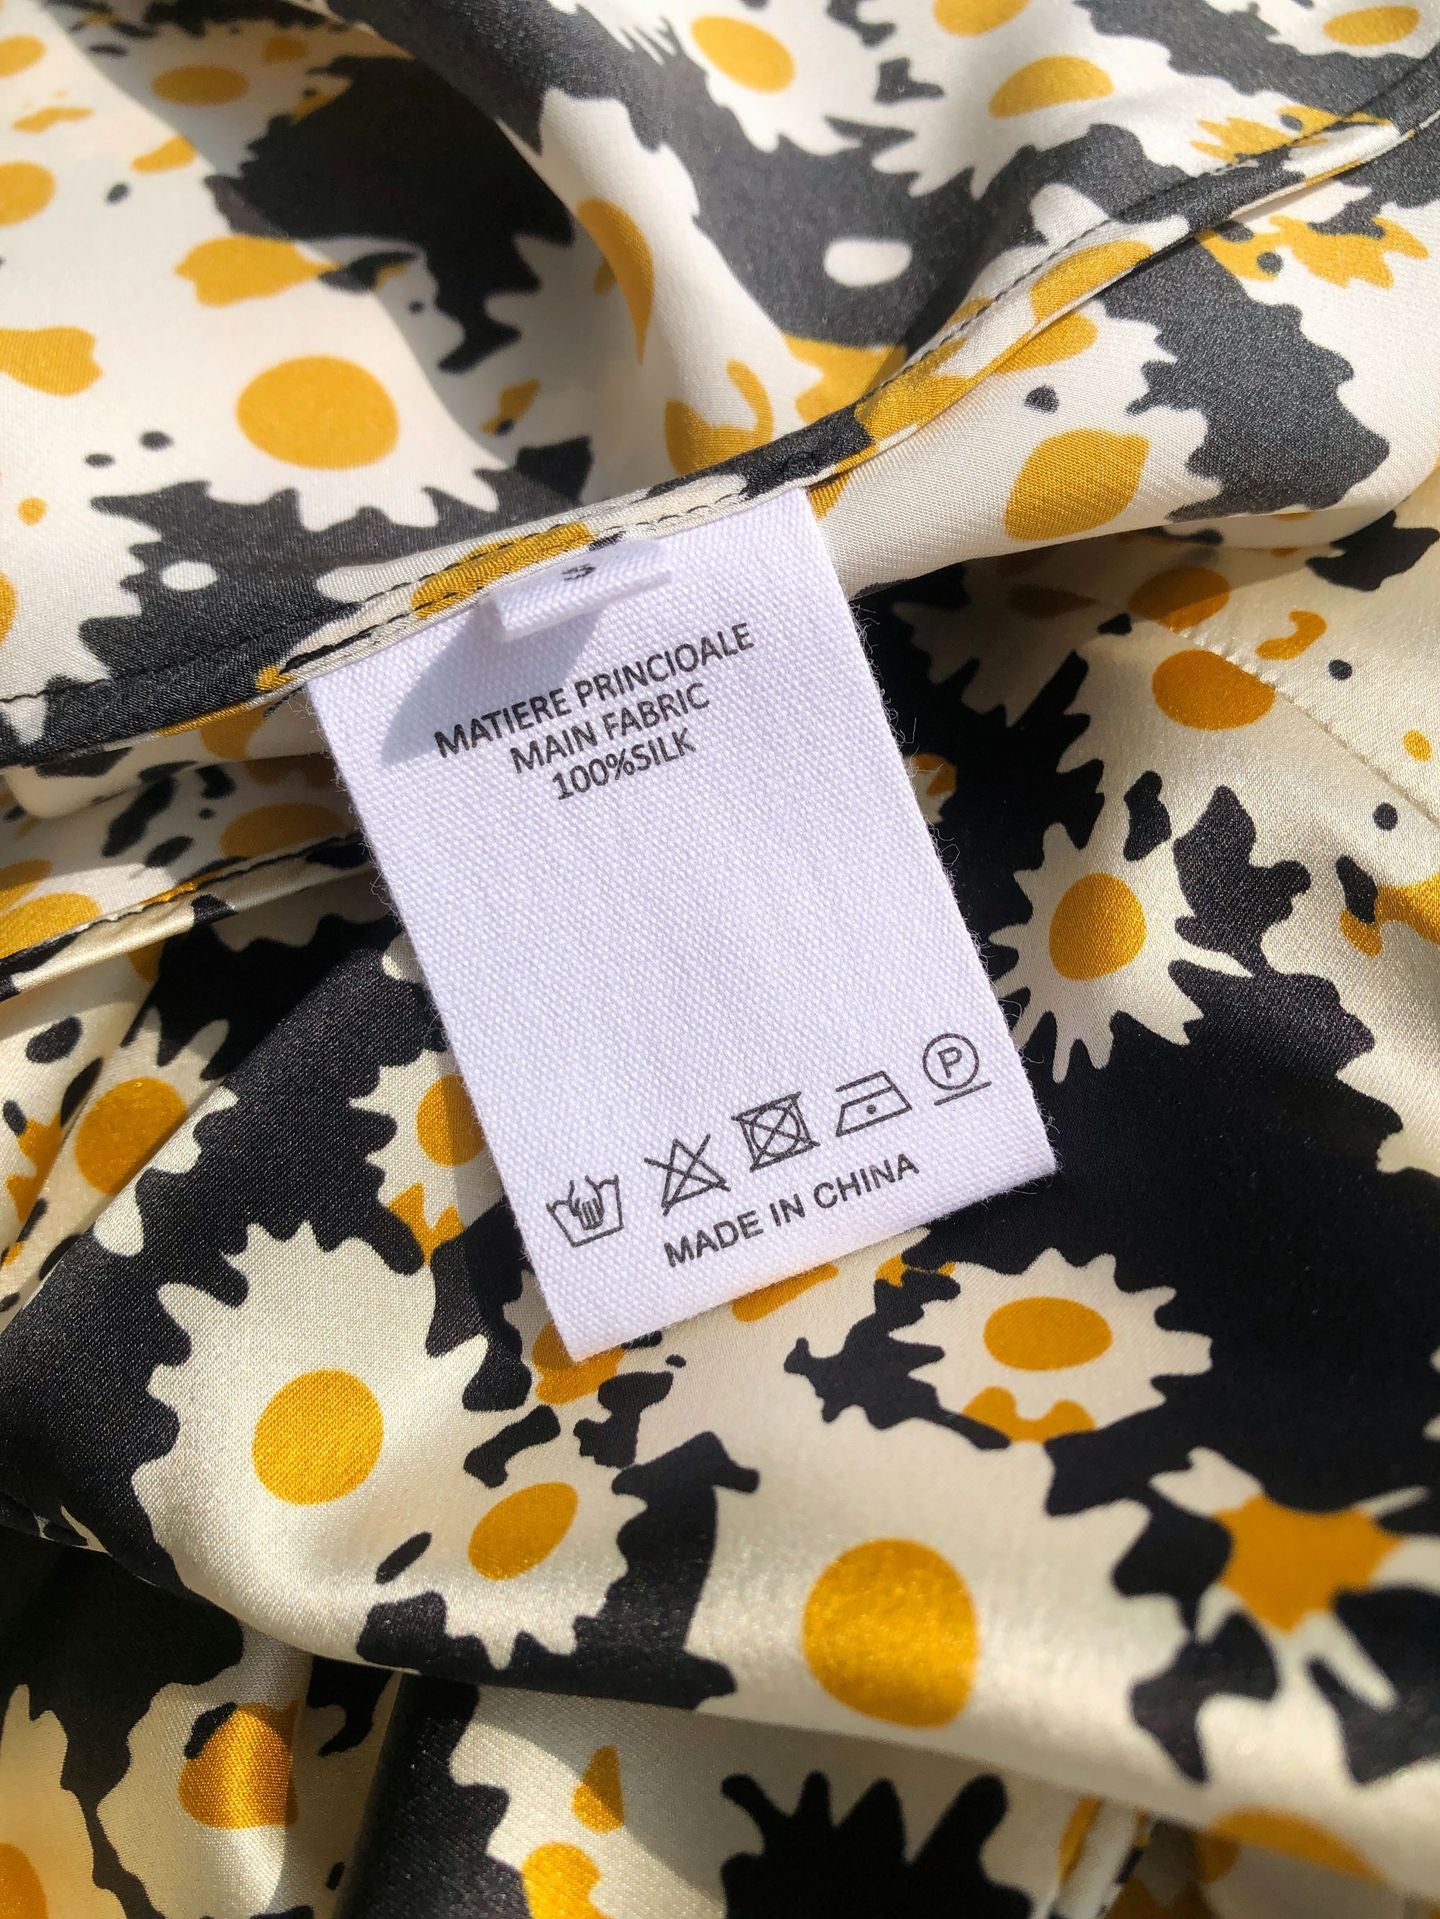 S
MATIERE PRINCIOALE
MAIN FABRIC
100%SILK
P
MADE IN CHINA